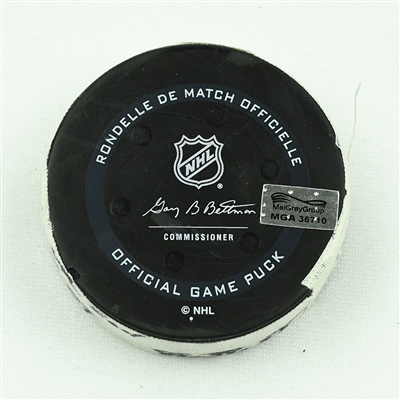 RONDELLE DE MATCH OFFICIELLE
NHL
Gary B Bettman
COMMISSIONER
MeiGrayGroup
MGA 36710
OFFICIAL GAME PUCK
© NHL